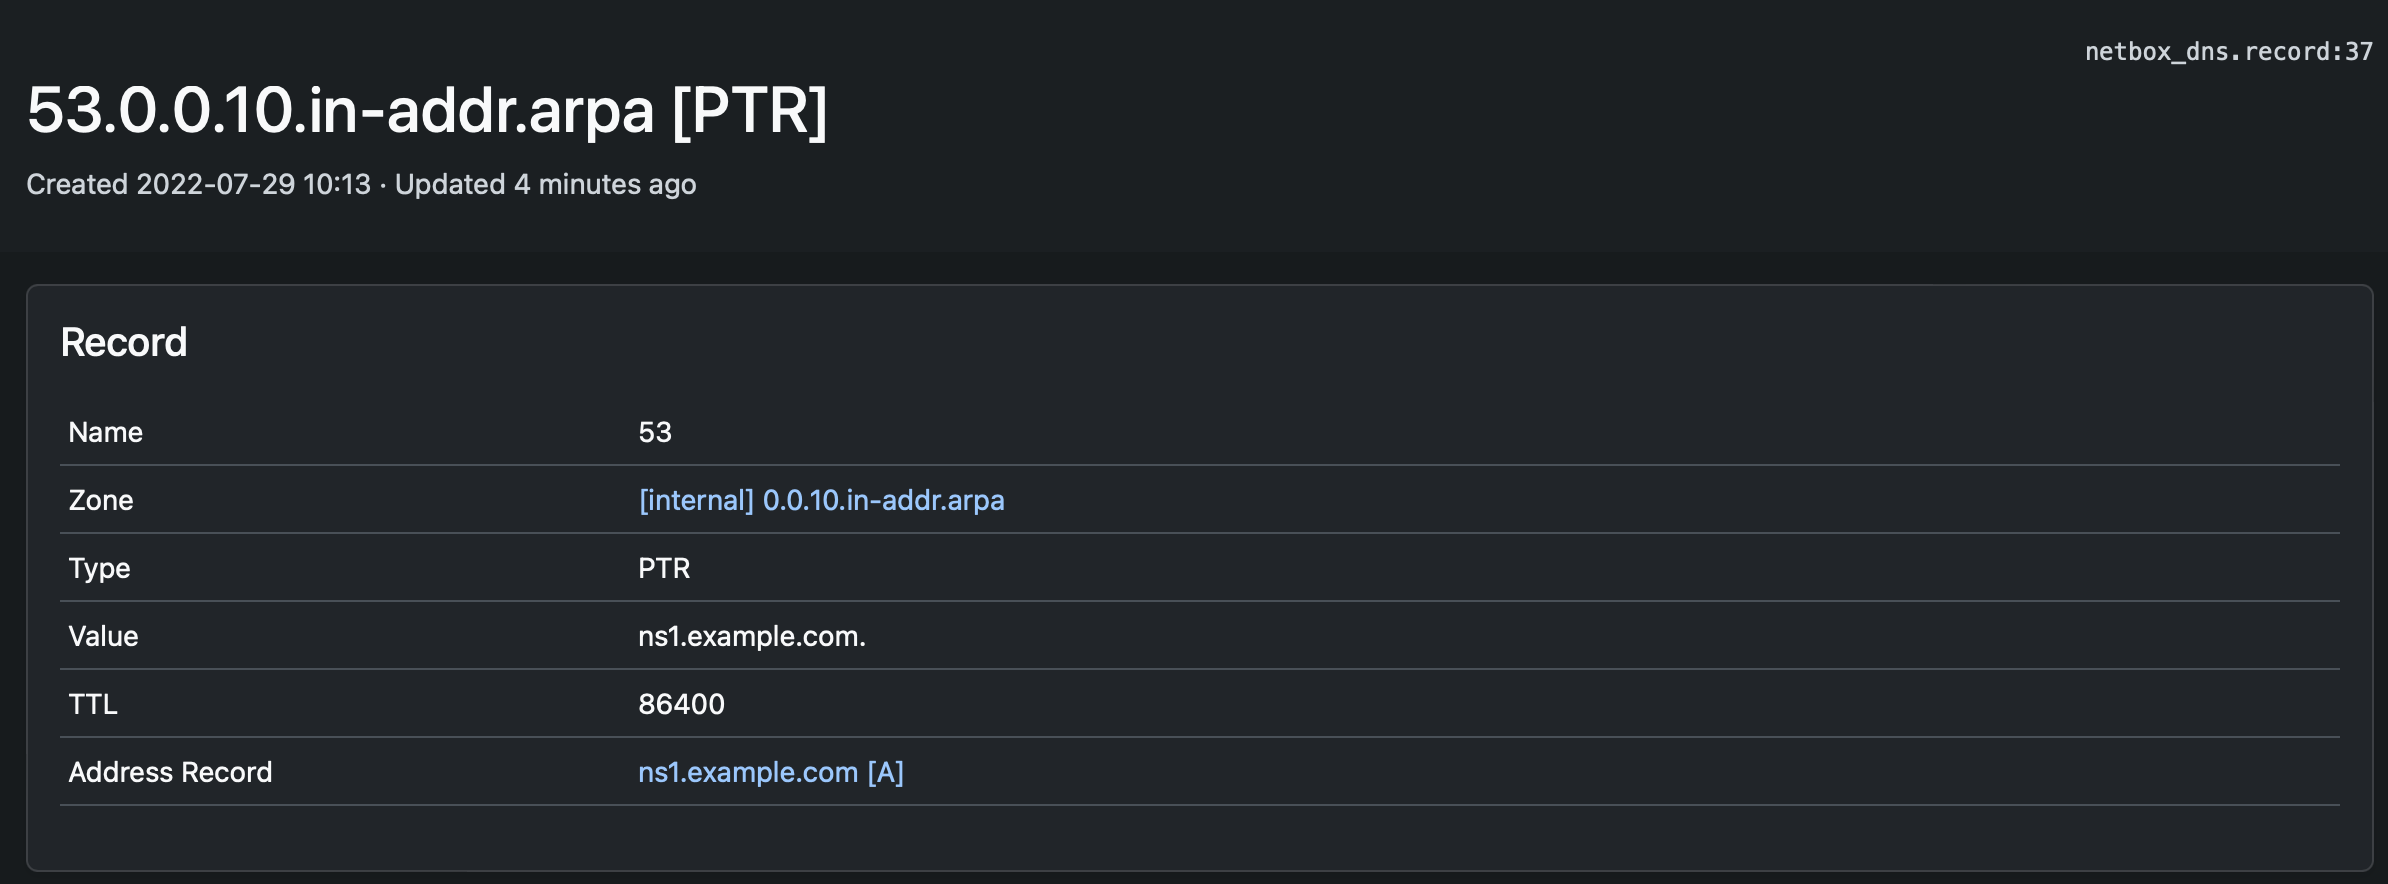 netbox_dns.record:37
53.0.0.10.in-addr.arpa [PTR]
Created 2022-07-29 10:13 · Updated 4 minutes ago
Record
Name 53
Zone [internal] 0.0.10.in-addr.arpa
Type PTR
Value ns1.example.com.
TTL 86400
Address Record ns1.example.com [A]